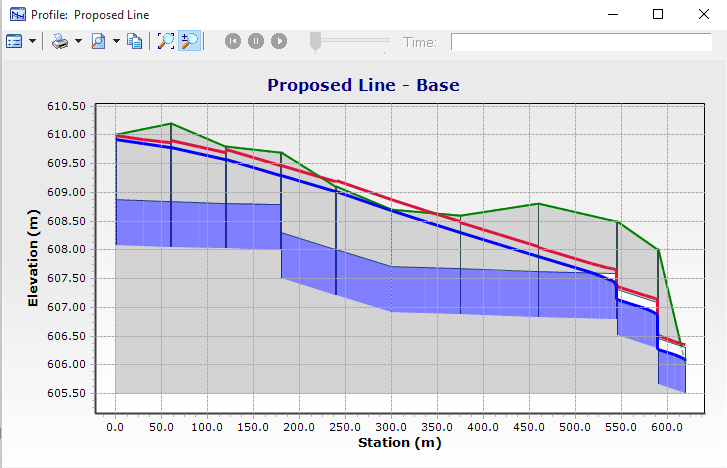 Profile: Proposed Line
Time:
Proposed Line - Base
610.50
610.00
609.50
609.00
608.50
608.00
607.50
607.00
606.50
606.00
605.50
Elevation (m)
0.0 50.0 100.0 150.0 200.0 250.0 300.0 350.0 400.0 450.0 500.0 550.0 600.0
Station (m)